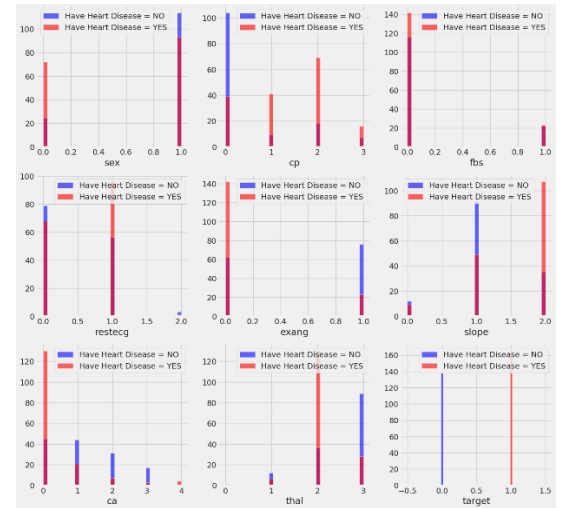 Have Heart Disease = NO
Have Heart Disease = YES
100
80
60
40
20
0
0.0 0.2 0.4 0.6 0.8 1.0
sex
Have Heart Disease = NO
Have Heart Disease = YES
100
80
60
40
20
0
0 1 2 3
cp
Have Heart Disease = NO
Have Heart Disease = YES
140
120
100
80
60
40
20
0
0.0 0.2 0.4 0.6 0.8 1.0
fbs
Have Heart Disease = NO
Have Heart Disease = YES
100
80
60
40
20
0
0.0 0.5 1.0 1.5 2.0
restecg
Have Heart Disease = NO
Have Heart Disease = YES
140
120
100
80
60
40
20
0
0.0 0.2 0.4 0.6 0.8 1.0
exang
Have Heart Disease = NO
Have Heart Disease = YES
100
80
60
40
20
0
0.0 0.5 1.0 1.5 2.0
slope
Have Heart Disease = NO
Have Heart Disease = YES
120
100
80
60
40
20
0
0 1 2 3 4
ca
Have Heart Disease = NO
Have Heart Disease = YES
120
100
80
60
40
20
0
0 1 2 3
thal
Have Heart Disease = NO
Have Heart Disease = YES
160
140
120
100
80
60
40
20
0
−0.5 0.0 0.5 1.0 1.5
target